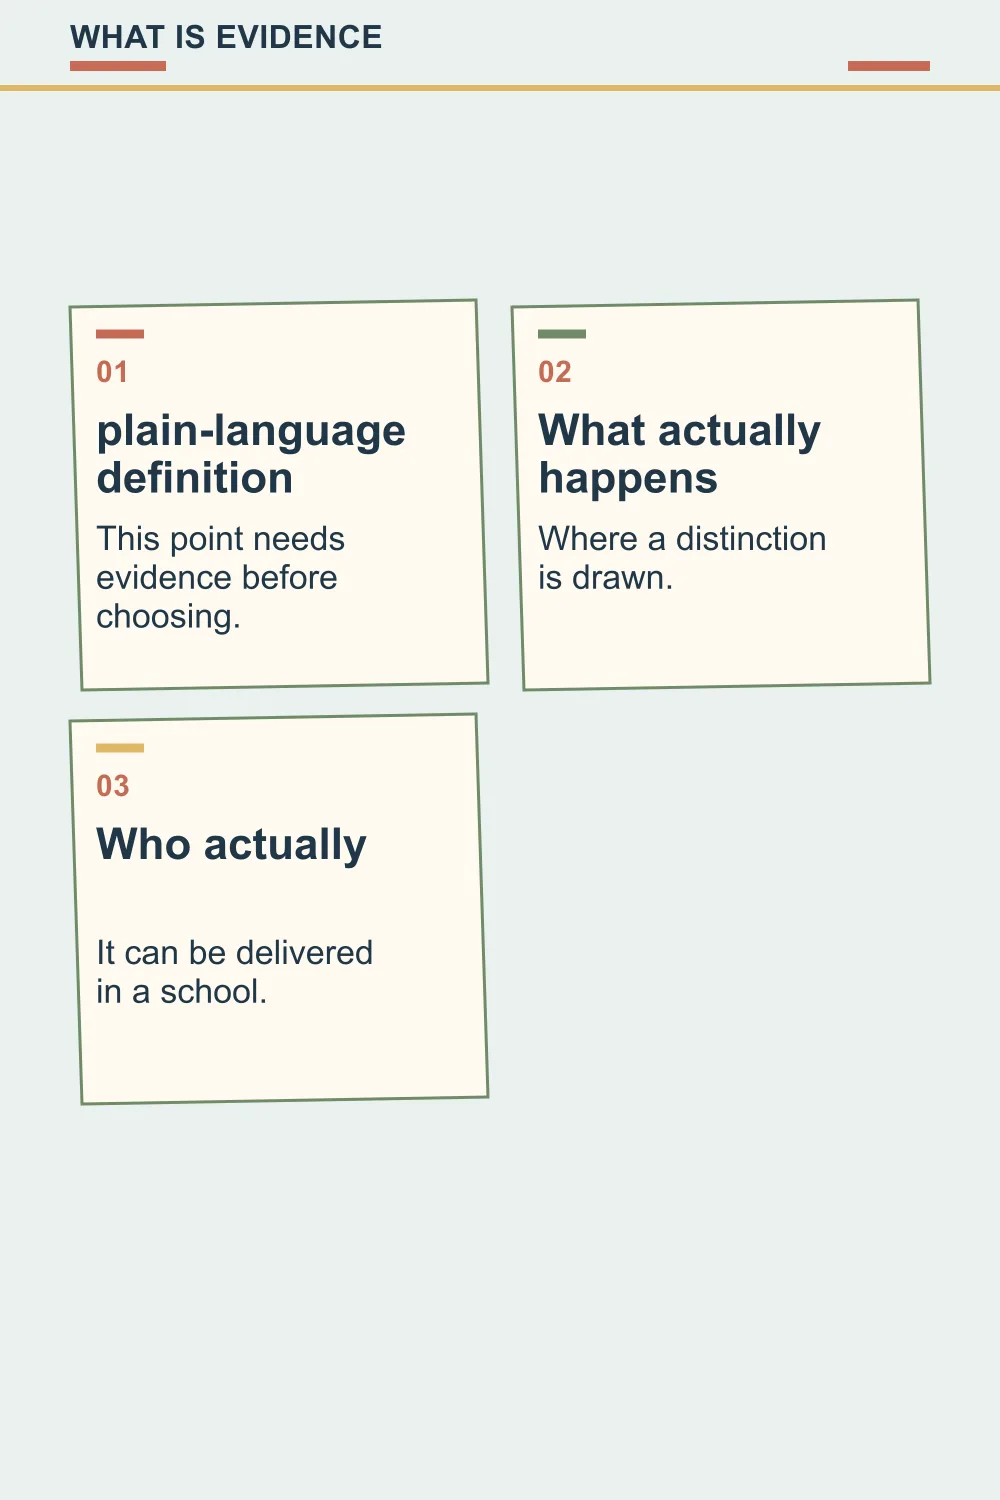 WHAT IS EVIDENCE
01
plain-language
definition
This point needs
evidence before
choosing.
02
What actually
happens
Where a distinction
is drawn.
03
Who actually
It can be delivered
in a school.